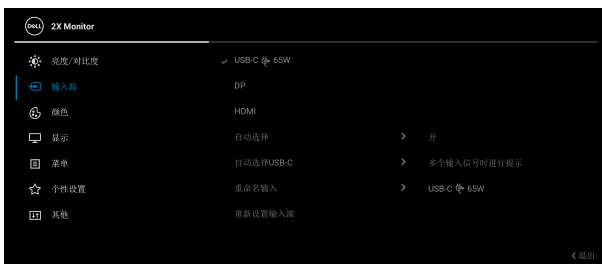 DELL 2X Monitor
亮度/对比度 USB-C 65W
输入源 DP
颜色 HDMI
显示 自动选择 开
菜单 自动选择USB-C 多个输入信号时进行提示
个性设置 重命名输入 USB-C 65W
其他 重新设置输入源
退出